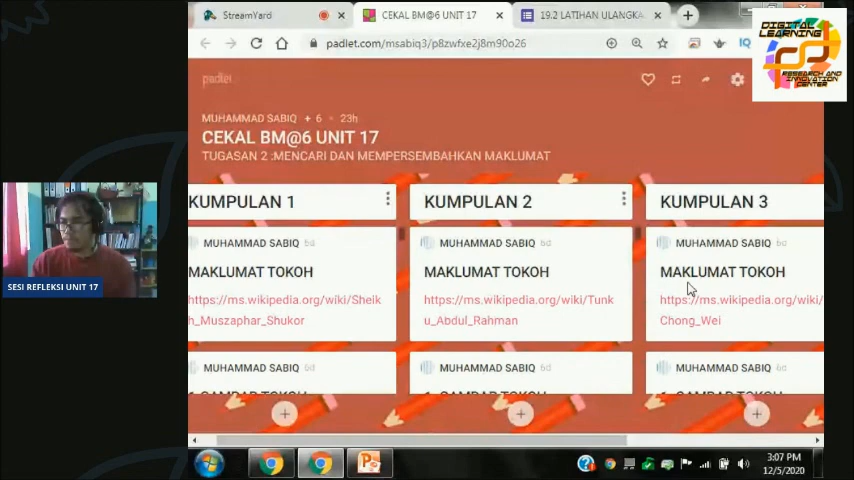 StreamYard
CEKAL BM@6 UNIT 17
19.2 LATIHAN ULANGKA
padlet.com/msabiq3/p8zwfxe2j8m90o26
IQ
DIGITAL
LEARNING
RESEARCH AND
INNOVATION
CENTER
padlet
MUHAMMAD SABIQ + 6 • 23h
CEKAL BM@6 UNIT 17
TUGASAN 2 :MENCARI DAN MEMPERSEMBAHKAN MAKLUMAT
KUMPULAN 1
MUHAMMAD SABIQ 6d
MAKLUMAT TOKOH
https://ms.wikipedia.org/wiki/Sheik
h_Muszaphar_Shukor
MUHAMMAD SABIQ 6d
KUMPULAN 2
MUHAMMAD SABIQ 6d
MAKLUMAT TOKOH
https://ms.wikipedia.org/wiki/Tunk
u_Abdul_Rahman
MUHAMMAD SABIQ 6d
KUMPULAN 3
MUHAMMAD SABIQ 6d
MAKLUMAT TOKOH
https://ms.wikipedia.org/wiki/
Chong_Wei
MUHAMMAD SABIQ 6d
SESI REFLEKSI UNIT 17
3:07 PM
12/5/2020